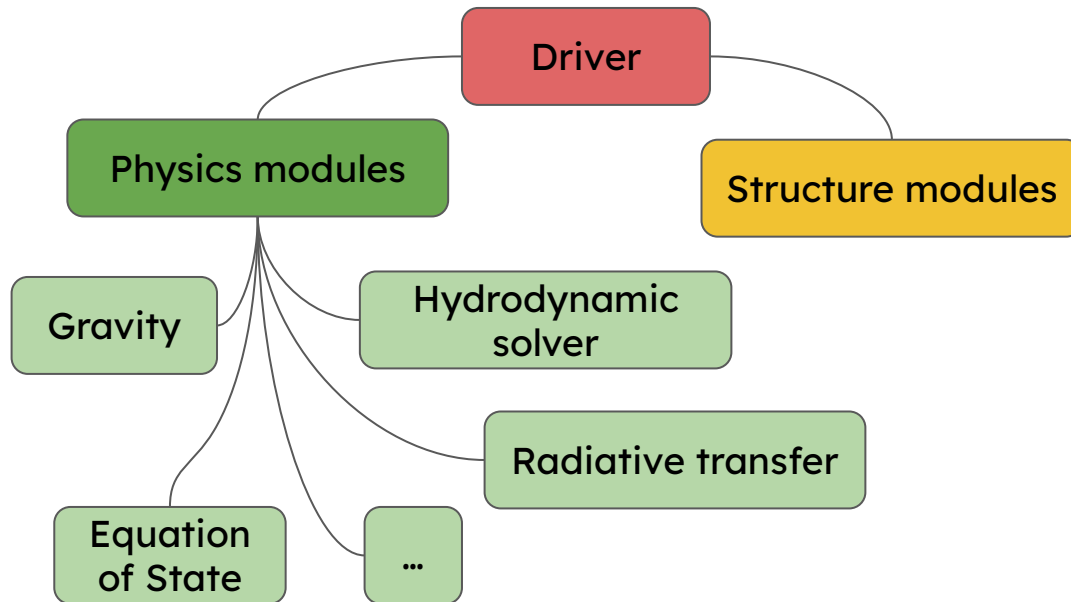 Driver
Physics modules
Structure modules
Gravity
Hydrodynamic
solver
Radiative transfer
Equation
of State
...